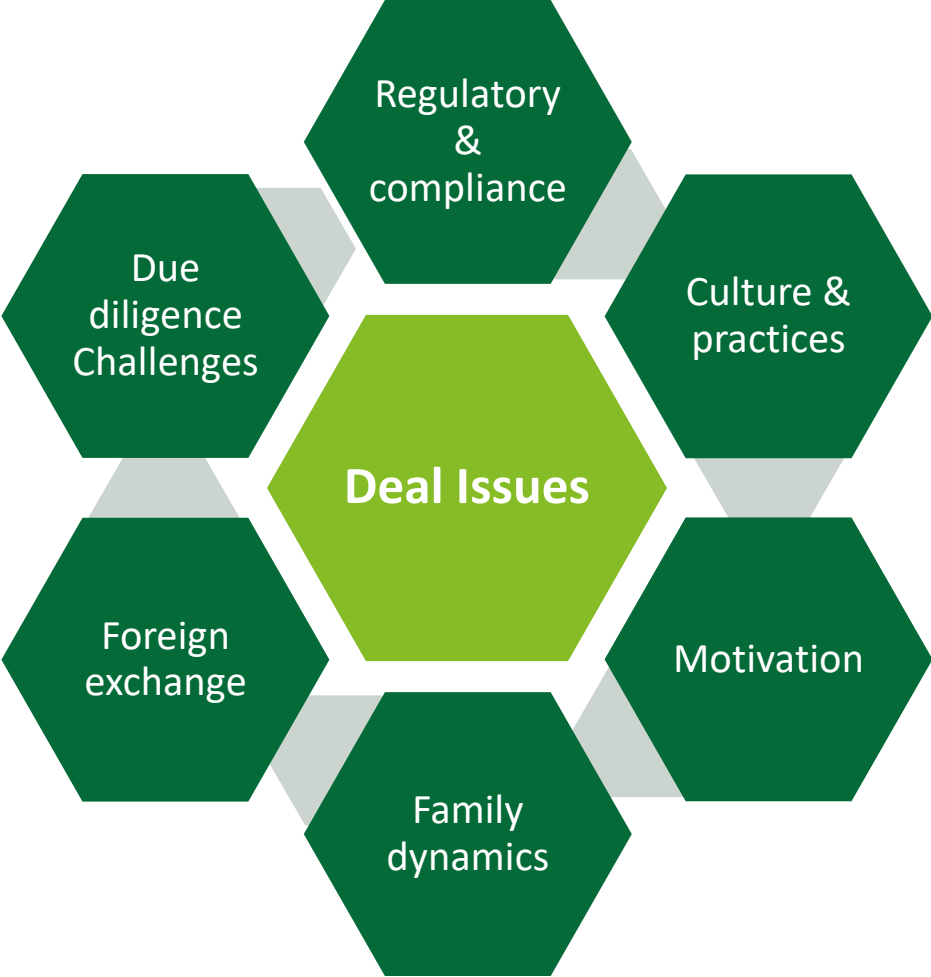 Regulatory
&
compliance
Culture &
practices
Motivation
Family
dynamics
Foreign
exchange
Due
diligence
Challenges
Deal Issues